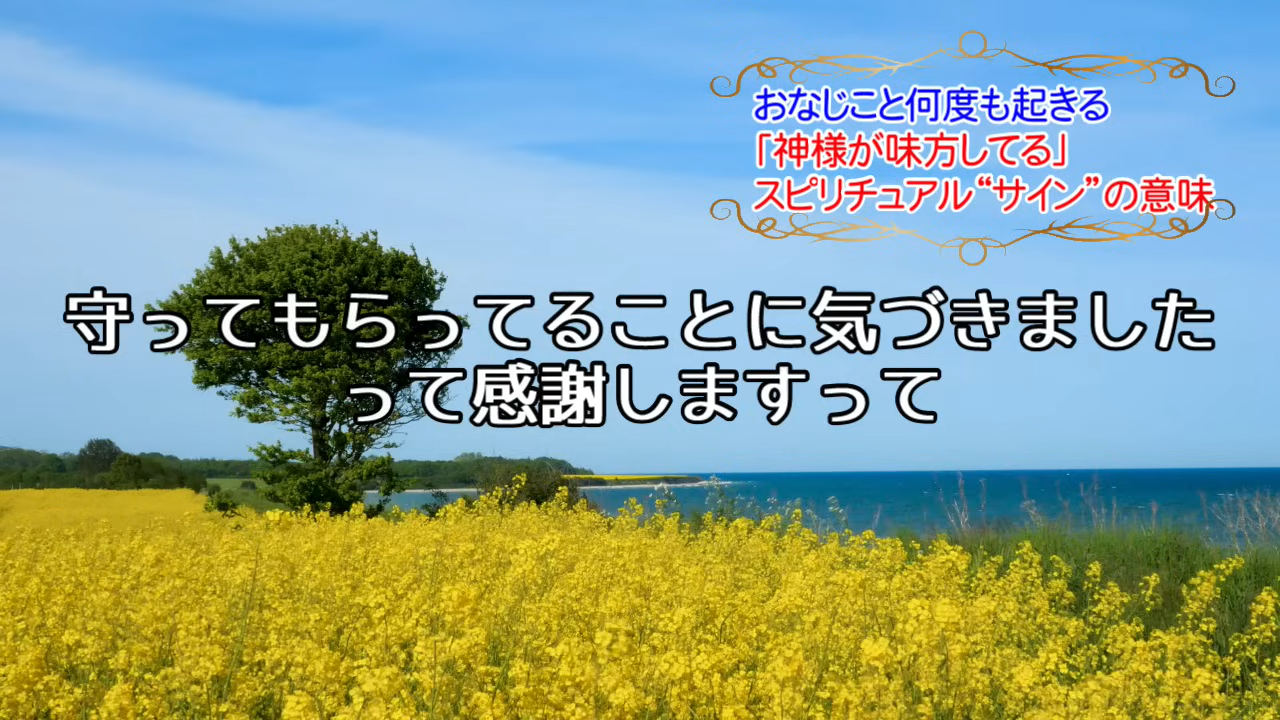 おなじこと何度も起きる
「神様が味方してる」
スピリチュアル“サイン”の意味
守ってもらってることに気づきました
って感謝しますって